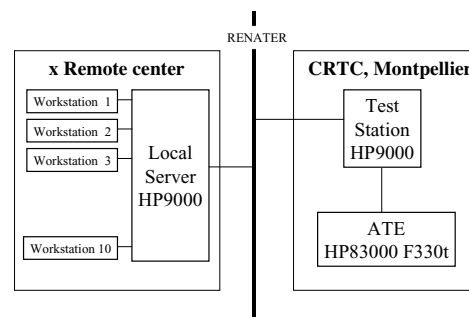 RENATER
x Remote center
Workstation 1
Workstation 2
Workstation 3
Workstation 10
Local
Server
HP9000
CRTC, Montpellier
Test
Station
HP9000
ATE
HP83000 F330t